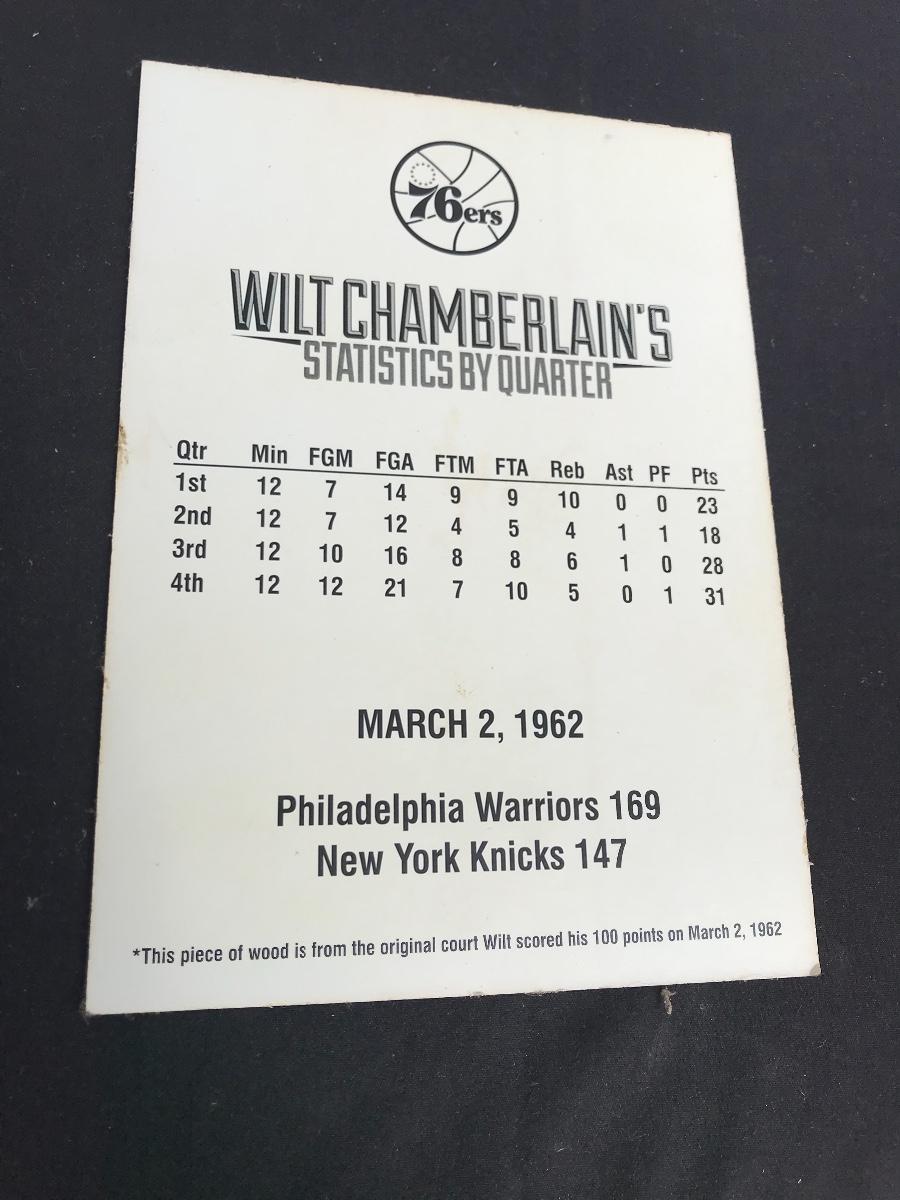 76ers
WILT CHAMBERLAIN'S
STATISTICS BY QUARTER
Qtr Min FGM FGA FTM FTA Reb Ast PF Pts
1st 12 7 14 9 9 10 0 0 23
2nd 12 7 12 4 5 4 1 1 18
3rd 12 10 16 8 8 6 1 0 28
4th 12 12 21 7 10 5 0 1 31
MARCH 2, 1962
Philadelphia Warriors 169
New York Knicks 147
*This piece of wood is from the original court Wilt scored his 100 points on March 2, 1962